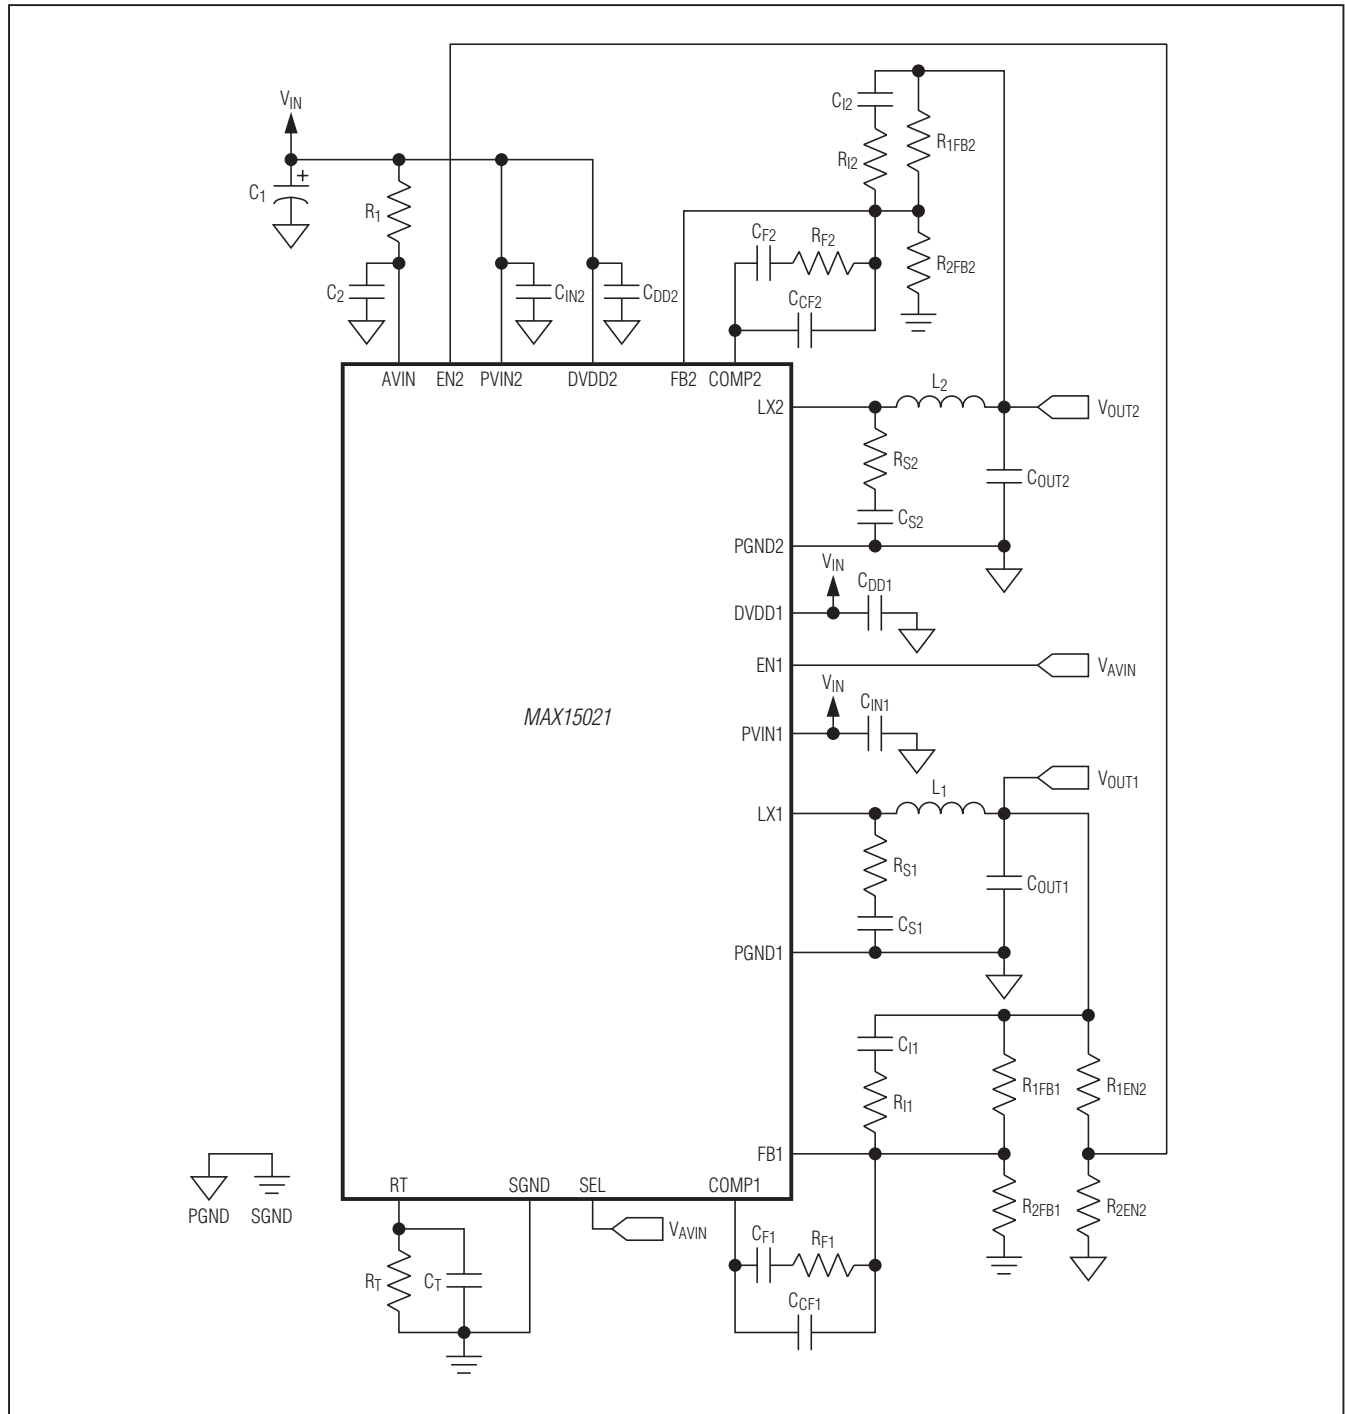 VIN
C1
+
R1
C2
CIN2
CDD2
CI2
RI2
R1FB2
CF2
RF2
R2FB2
CCF2
AVIN
EN2
PVIN2
DVDD2
FB2
COMP2
LX2
L2
VOUT2
RS2
COUT2
CS2
PGND2
VIN
CDD1
DVDD1
EN1
VAVIN
VIN
CIN1
MAX15021
PVIN1
VOUT1
L1
LX1
RS1
COUT1
CS1
PGND1
CI1
R1FB1
R1EN2
RI1
FB1
RT
SGND
SEL
COMP1
R2FB1
R2EN2
PGND
SGND
VAVIN
CF1
RF1
RT
CT
CCF1